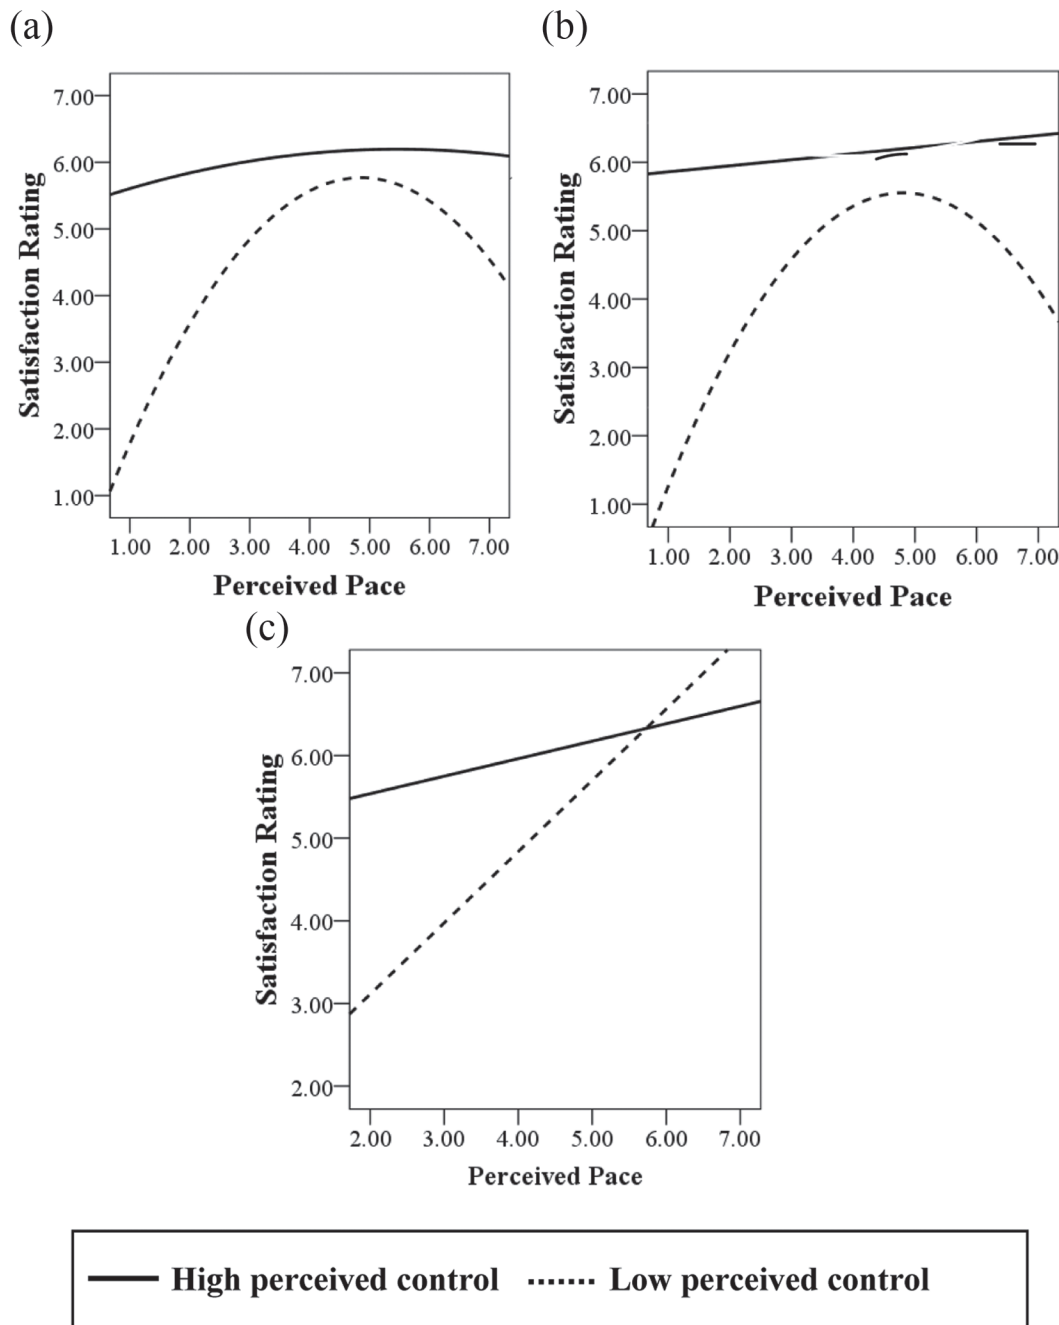 (a)
7.00
6.00
5.00
4.00
3.00
2.00
1.00
Satisfaction Rating
1.00 2.00 3.00 4.00 5.00 6.00 7.00
Perceived Pace
(b)
7.00
6.00
5.00
4.00
3.00
2.00
1.00
Satisfaction Rating
1.00 2.00 3.00 4.00 5.00 6.00 7.00
Perceived Pace
(c)
7.00
6.00
5.00
4.00
3.00
2.00
Satisfaction Rating
2.00 3.00 4.00 5.00 6.00 7.00
Perceived Pace
High perceived control Low perceived control